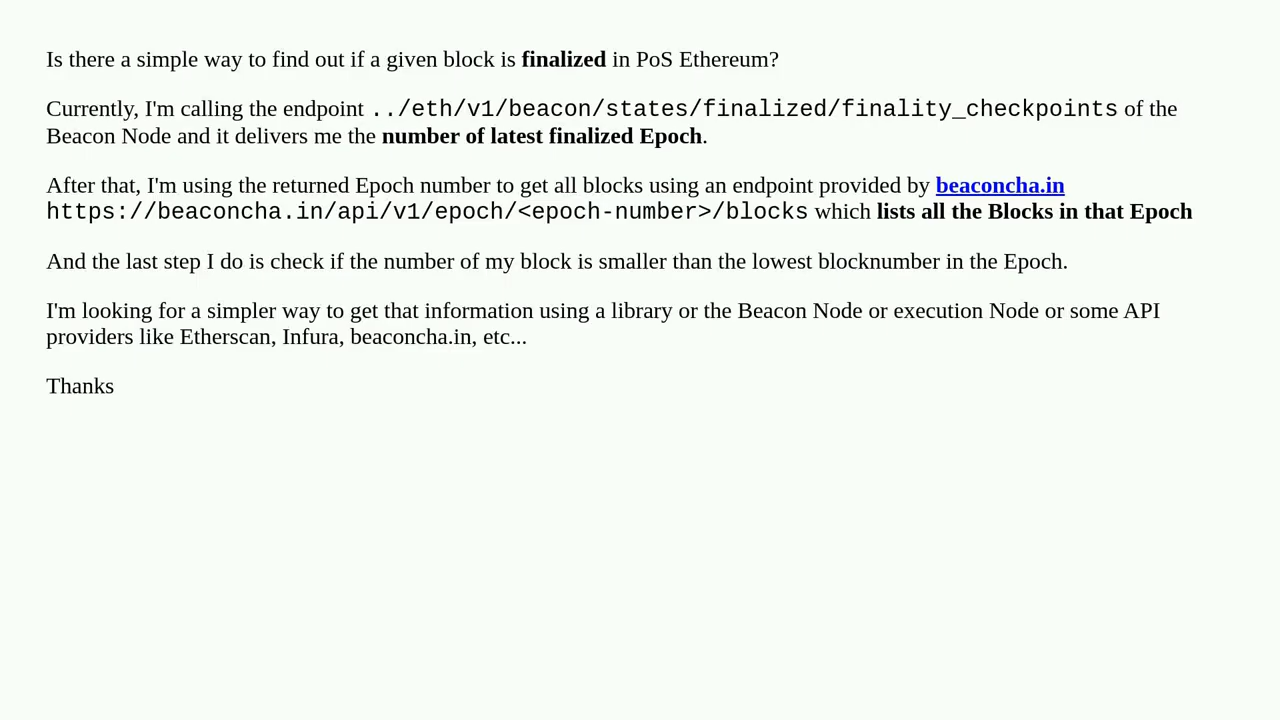 Is there a simple way to find out if a given block is finalized in PoS Ethereum?
Currently, I'm calling the endpoint ../eth/v1/beacon/states/finalized/finality_checkpoints of the
Beacon Node and it delivers me the number of latest finalized Epoch.
After that, I'm using the returned Epoch number to get all blocks using an endpoint provided by beaconcha.in
https://beaconcha.in/api/v1/epoch/<epoch-number>/blocks which lists all the Blocks in that Epoch
And the last step I do is check if the number of my block is smaller than the lowest blocknumber in the Epoch.
I'm looking for a simpler way to get that information using a library or the Beacon Node or execution Node or some API
providers like Etherscan, Infura, beaconcha.in, etc...
Thanks